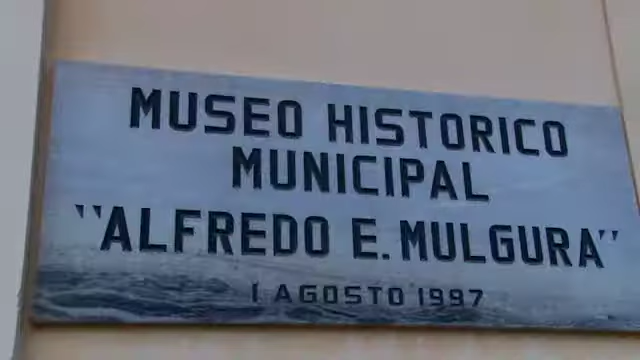 MUSEO HISTORICO
MUNICIPAL
"ALFREDO E. MULGURA"
1 AGOSTO 1997